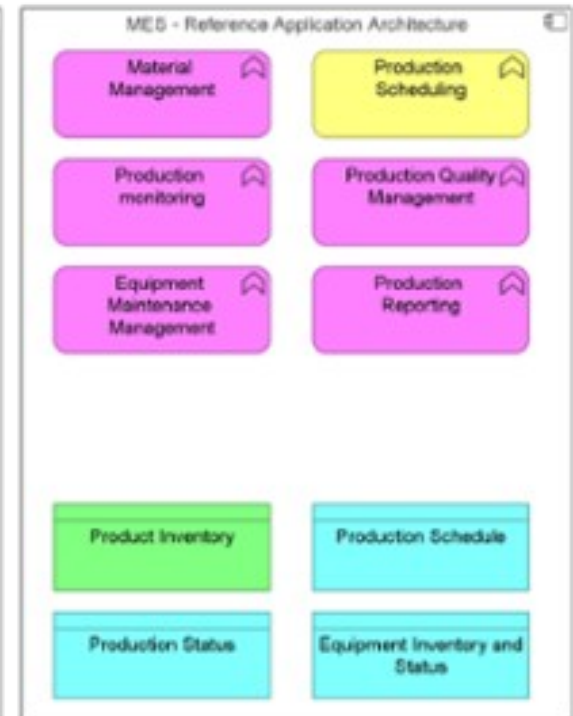 MES - Reference Application Architecture
Material
Management
Production
Scheduling
Production
monitoring
Production Quality
Management
Equipment
Maintenance
Management
Production
Reporting
Product Inventory
Production Schedule
Production Status
Equipment Inventory and
Status